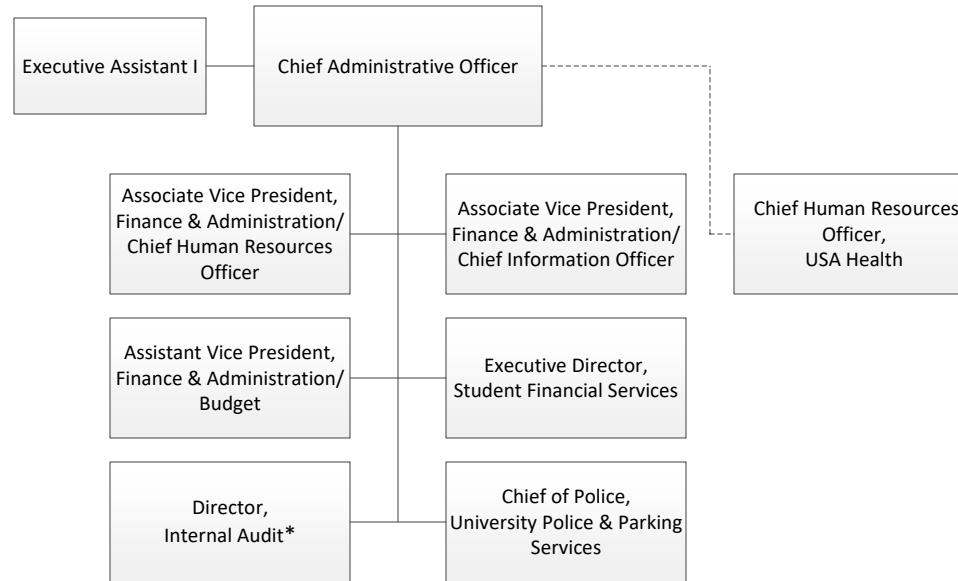 Executive Assistant I
Chief Administrative Officer
Associate Vice President,
Finance & Administration/
Chief Human Resources
Officer
Associate Vice President,
Finance & Administration/
Chief Information Officer
Chief Human Resources
Officer,
USA Health
Assistant Vice President,
Finance & Administration/
Budget
Executive Director,
Student Financial Services
Director,
Internal Audit*
Chief of Police,
University Police & Parking
Services